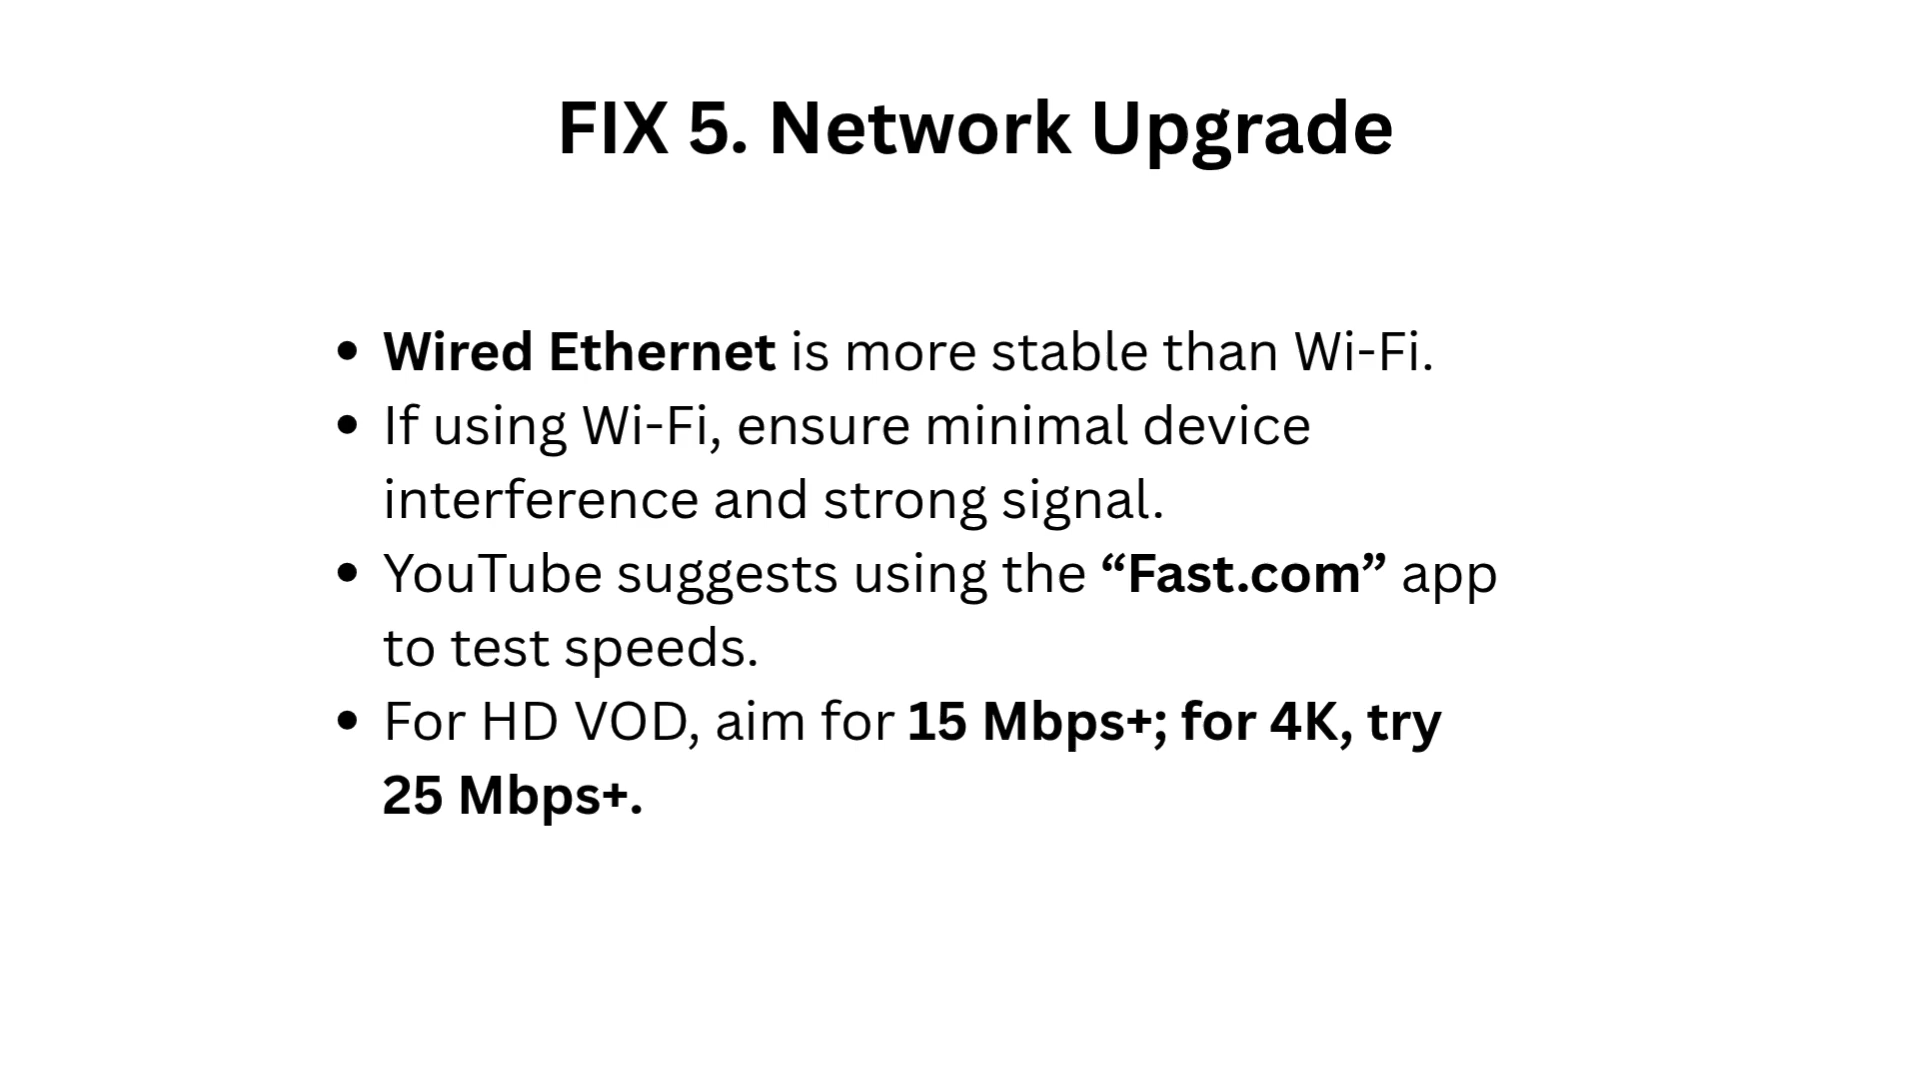 FIX 5. Network Upgrade
• Wired Ethernet is more stable than Wi-Fi.
• If using Wi-Fi, ensure minimal device
interference and strong signal.
• YouTube suggests using the “Fast.com” app
to test speeds.
• For HD VOD, aim for 15 Mbps+; for 4K, try
25 Mbps+.